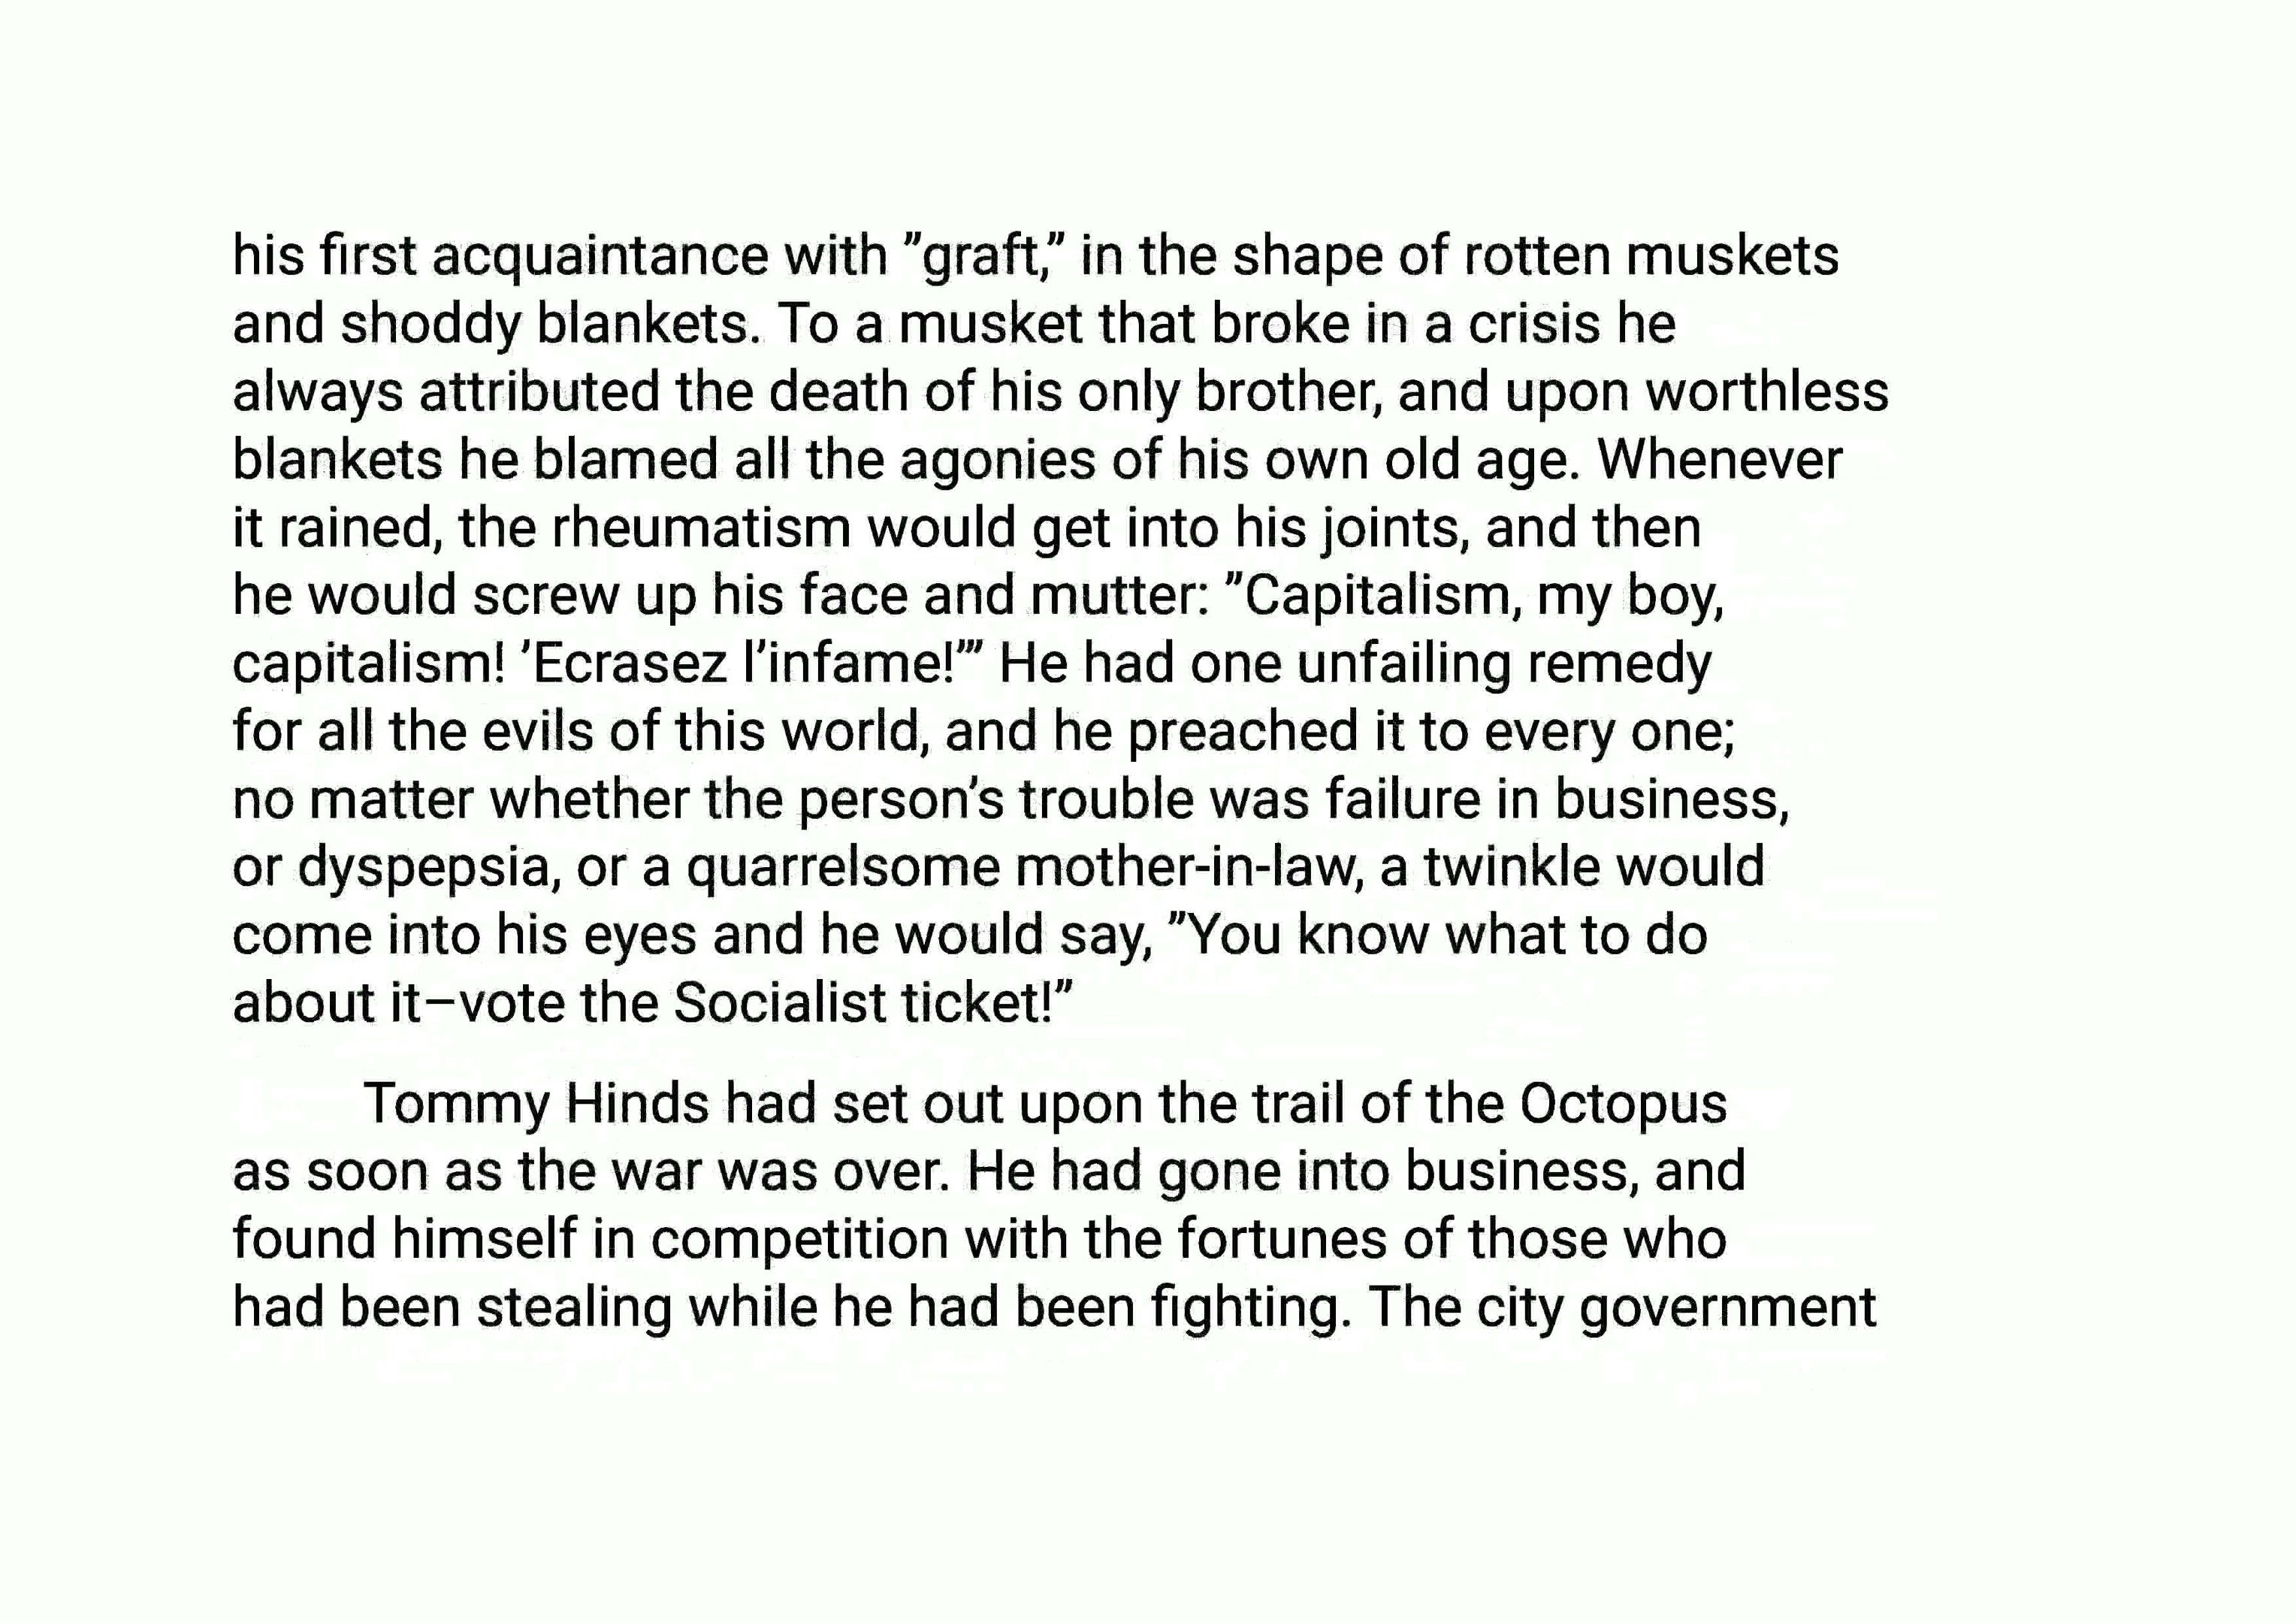 his first acquaintance with ”graft,” in the shape of rotten muskets
and shoddy blankets. To a musket that broke in a crisis he
always attributed the death of his only brother, and upon worthless
blankets he blamed all the agonies of his own old age. Whenever
it rained, the rheumatism would get into his joints, and then
he would screw up his face and mutter: ”Capitalism, my boy,
capitalism! ’Ecrasez l’infame!’” He had one unfailing remedy
for all the evils of this world, and he preached it to every one;
no matter whether the person’s trouble was failure in business,
or dyspepsia, or a quarrelsome mother-in-law, a twinkle would
come into his eyes and he would say, ”You know what to do
about it–vote the Socialist ticket!”
Tommy Hinds had set out upon the trail of the Octopus
as soon as the war was over. He had gone into business, and
found himself in competition with the fortunes of those who
had been stealing while he had been fighting. The city government